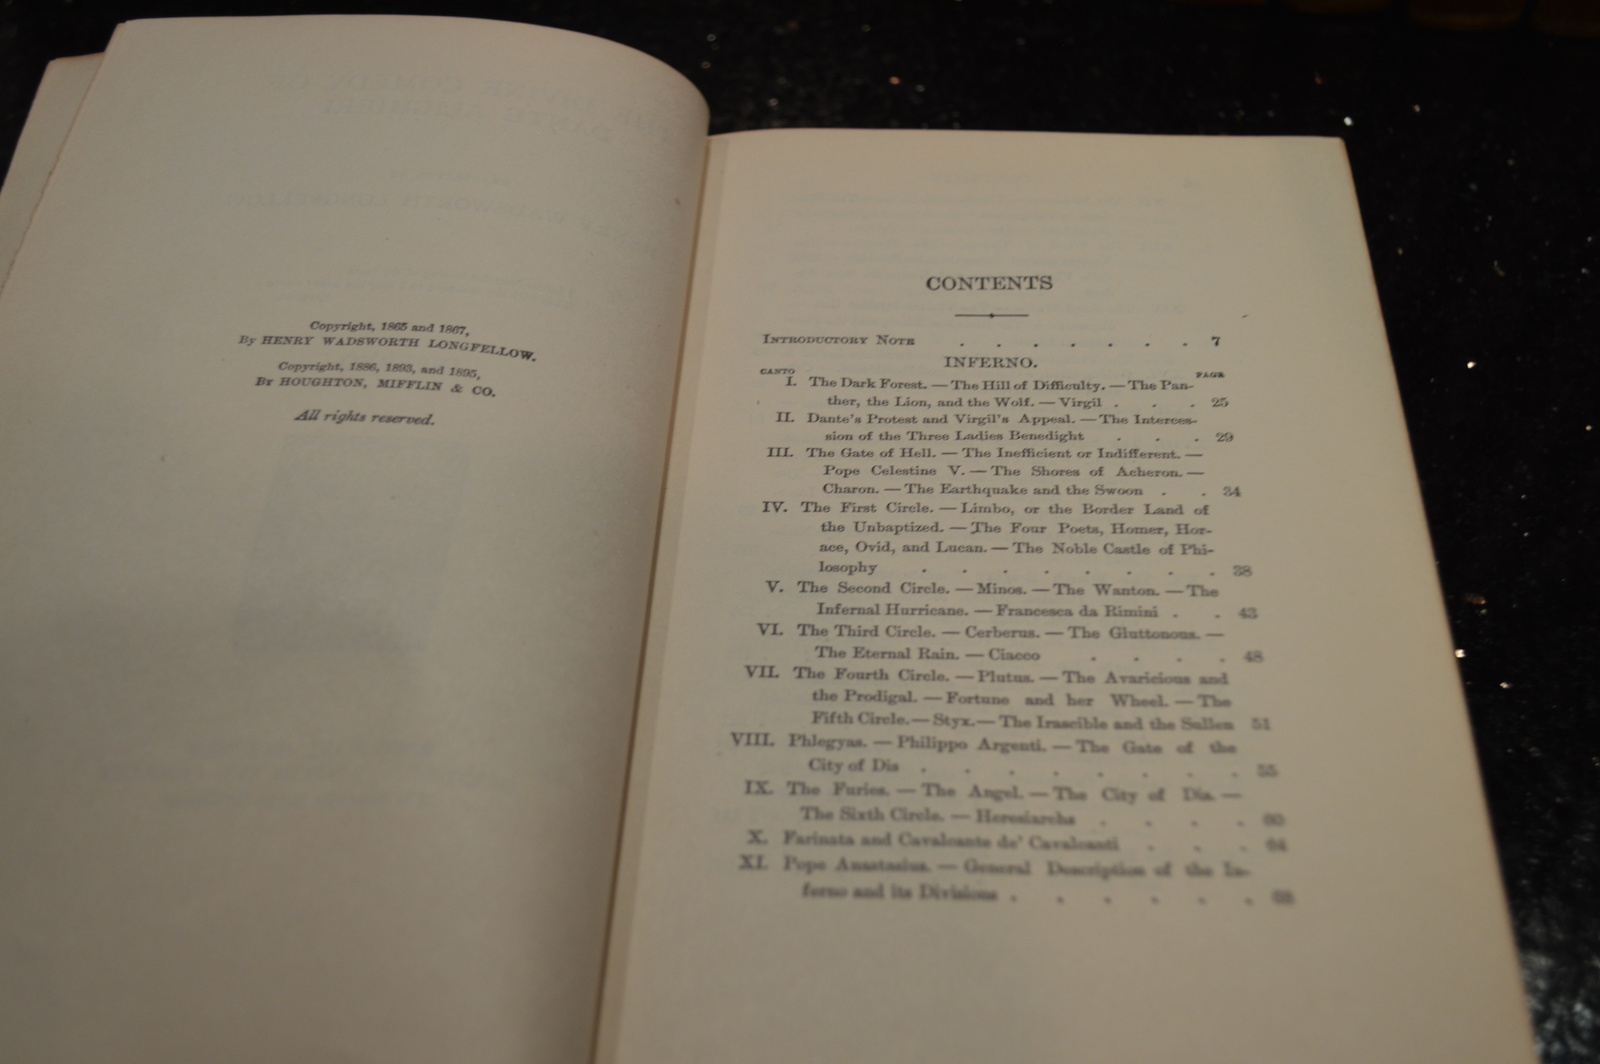 Copyright, 1865 and 1867,
By HENRY WADSWORTH LONGFELLOW.
Copyright, 1886, 1893, and 1895,
By HOUGHTON, MIFFLIN & CO.
All rights reserved.
CONTENTS
INTRODUCTORY NOTE . . . . . . . 7
INFERNO.
CANTO PAGE
I. The Dark Forest. — The Hill of Difficulty. — The Pan-
ther, the Lion, and the Wolf. — Virgil . . . 25
II. Dante's Protest and Virgil's Appeal. — The Interces-
sion of the Three Ladies Benedight . . . 29
III. The Gate of Hell. — The Inefficient or Indifferent. —
Pope Celestine V. — The Shores of Acheron. —
Charon. — The Earthquake and the Swoon . . 34
IV. The First Circle. — Limbo, or the Border Land of
the Unbaptized. — The Four Poets, Homer, Hor-
ace, Ovid, and Lucan. — The Noble Castle of Phi-
losophy . . . . . . . . 38
V. The Second Circle. — Minos. — The Wanton. — The
Infernal Hurricane. — Francesca da Rimini . . 43
VI. The Third Circle. — Cerberus. — The Gluttonous. —
The Eternal Rain. — Ciacco . . . . 48
VII. The Fourth Circle. — Plutus. — The Avaricious and
the Prodigal. — Fortune and her Wheel. — The
Fifth Circle. — Styx. — The Irascible and the Sullen 51
VIII. Phlegyas. — Philippo Argenti. — The Gate of the
City of Dis . . . . . . . . 55
IX. The Furies. — The Angel. — The City of Dis. —
The Sixth Circle. — Heresiarchs . . . . 60
X. Farinata and Cavalcante de' Cavalcanti . . . 64
XI. Pope Anastasius. — General Description of the In-
ferno and its Divisions . . . . . . 68